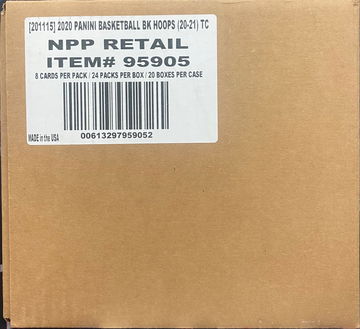 [201115] 2020 PANINI BASKETBALL BK HOOPS (20-21) TC
NPP RETAIL
ITEM# 95905
8 CARDS PER PACK / 24 PACKS PER BOX / 20 BOXES PER CASE
MADE in the USA
00613297959052